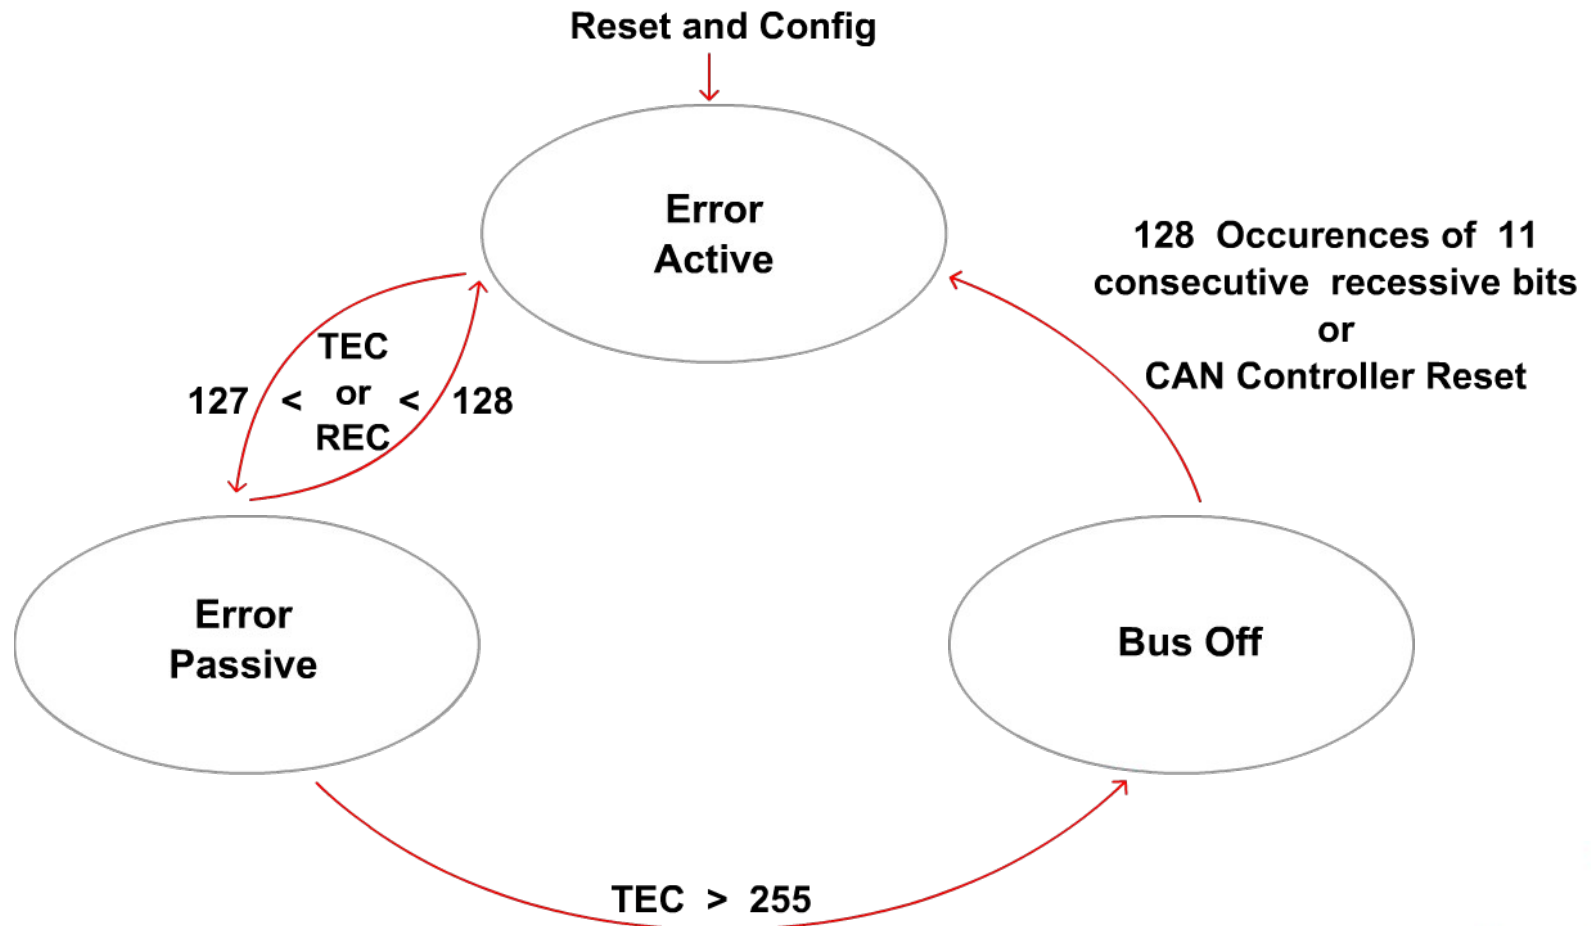 Reset and Config
Error
Active
128 Occurences of 11
consecutive recessive bits
or
CAN Controller Reset
TEC
127 < or < 128
REC
Error
Passive
Bus Off
TEC > 255